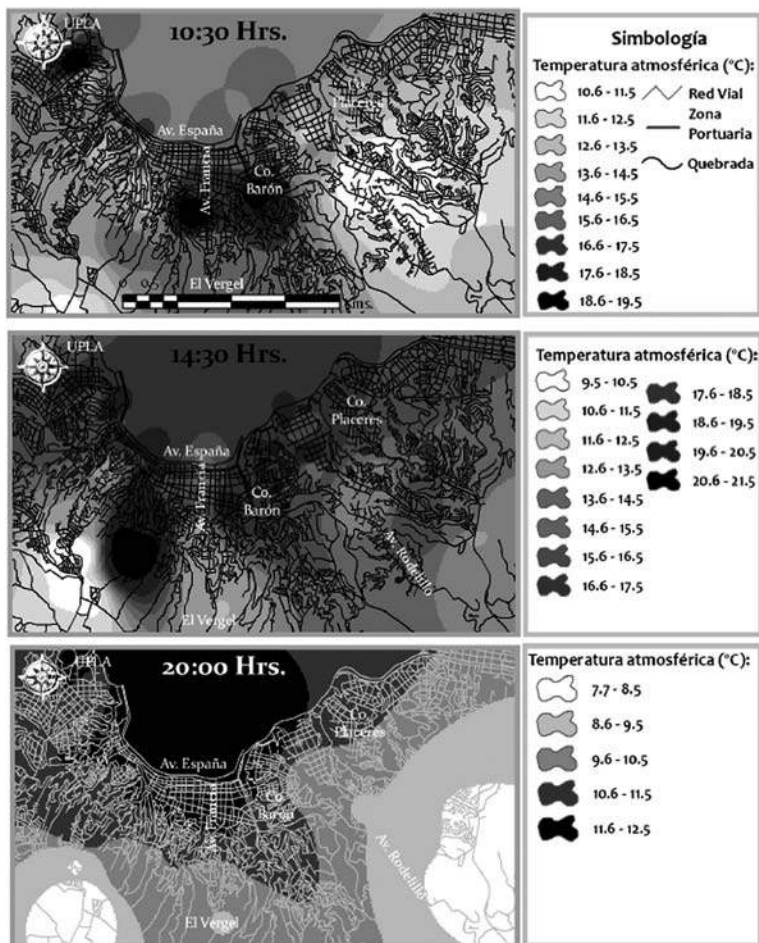 UPLA
10:30 Hrs.
Co.
Placeres
Av. España
Av. Francia
Co.
Barón
El Vergel
0 0.5
Kms.
Simbología
Temperatura atmosférica (°C):
10.6 - 11.5
11.6 - 12.5
12.6 - 13.5
13.6 - 14.5
14.6 - 15.5
15.6 - 16.5
16.6 - 17.5
17.6 - 18.5
18.6 - 19.5
Red Vial
Zona
Portuaria
Quebrada
UPLA
14:30 Hrs.
Co.
Placeres
Av. España
Av. Francia
Co.
Barón
Av. Rodelillo
El Vergel
Temperatura atmosférica (°C):
9.5 - 10.5
10.6 - 11.5
11.6 - 12.5
12.6 - 13.5
13.6 - 14.5
14.6 - 15.5
15.6 - 16.5
16.6 - 17.5
17.6 - 18.5
18.6 - 19.5
19.6 - 20.5
20.6 - 21.5
UPLA
20:00 Hrs.
Co.
Placeres
Av. España
Av. Francia
Co.
Barón
Av. Rodelillo
El Vergel
Temperatura atmosférica (°C):
7.7 - 8.5
8.6 - 9.5
9.6 - 10.5
10.6 - 11.5
11.6 - 12.5